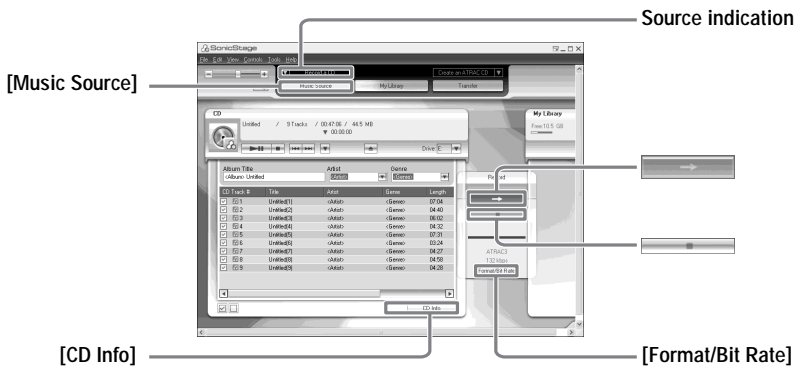 Source indication
SonicStage
File Edit View Controls Tools Help
Record a CD
Create an ATRAC CD
[Music Source]
Music Source
My Library
Transfer
CD
My Library
Untitled / 9 Tracks / 00:47:06 / 44.5 MB
00:00:00
Free:10.5 GB
Drive E
Album Title Artist Genre
<Album> Untitled <Artist> <Genre>
Record
CD Track # Title Artist Genre Length
1 Untitled(1) <Artist> <Genre> 07:04
2 Untitled(2) <Artist> <Genre> 04:40
3 Untitled(3) <Artist> <Genre> 06:02
4 Untitled(4) <Artist> <Genre> 04:32
5 Untitled(5) <Artist> <Genre> 07:31
6 Untitled(6) <Artist> <Genre> 03:24
7 Untitled(7) <Artist> <Genre> 04:27
8 Untitled(8) <Artist> <Genre> 04:58
9 Untitled(9) <Artist> <Genre> 04:28
ATRAC3
132 kbps
Format/Bit Rate
CD Info
[CD Info]
[Format/Bit Rate]